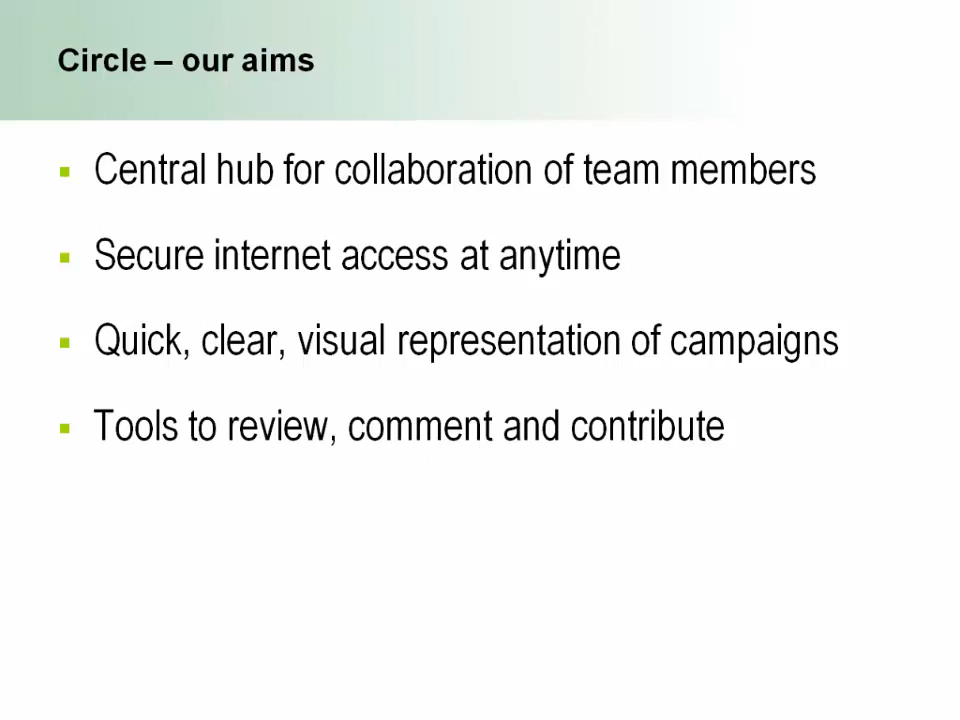 Circle – our aims
Central hub for collaboration of team members
Secure internet access at anytime
Quick, clear, visual representation of campaigns
Tools to review, comment and contribute